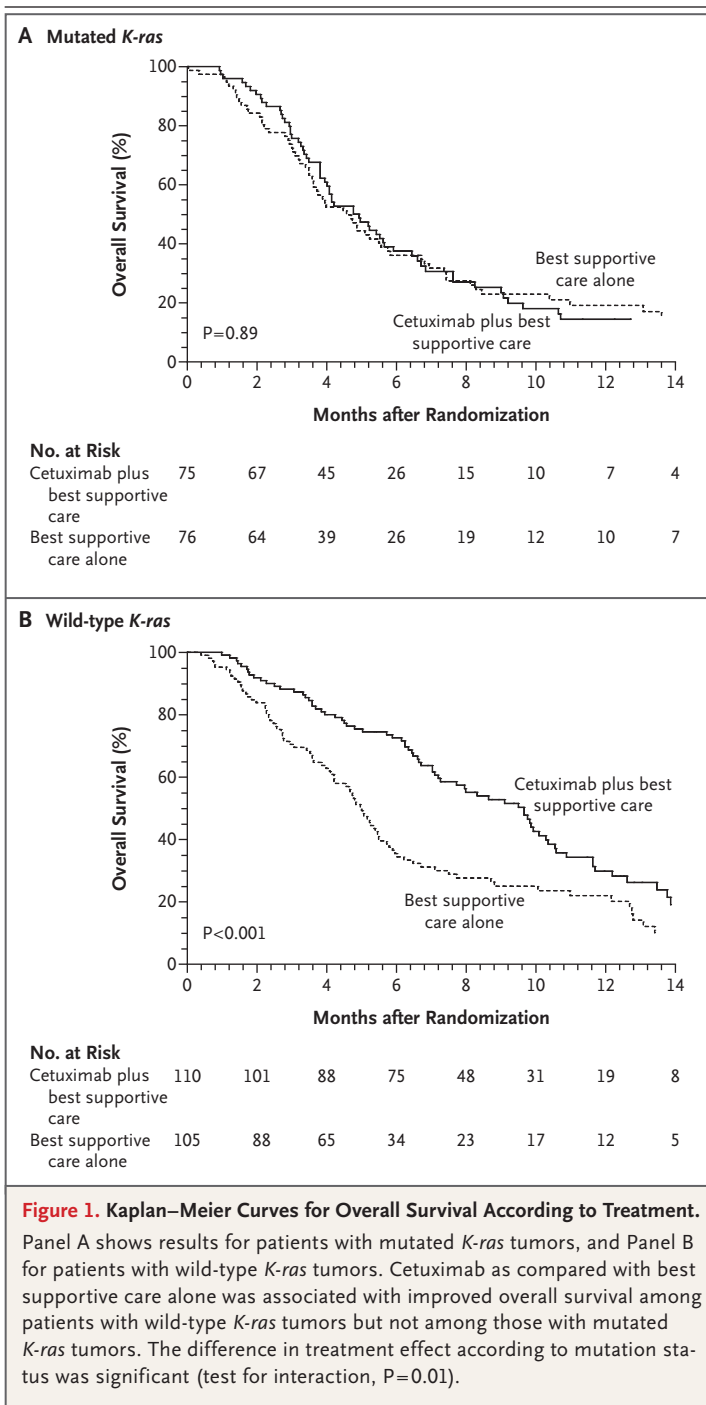 A Mutated K-ras
100
80
60
40
20
0
Overall Survival (%)
Best supportive
care alone
Cetuximab plus best
supportive care
P=0.89
0 2 4 6 8 10 12 14
Months after Randomization
No. at Risk
Cetuximab plus 75 67 45 26 15 10 7 4
best supportive
care
Best supportive 76 64 39 26 19 12 10 7
care alone
B Wild-type K-ras
100
80
60
40
20
0
Overall Survival (%)
Cetuximab plus best
supportive care
Best supportive
care alone
P<0.001
0 2 4 6 8 10 12 14
Months after Randomization
No. at Risk
Cetuximab plus 110 101 88 75 48 31 19 8
best supportive
care
Best supportive 105 88 65 34 23 17 12 5
care alone
Figure 1. Kaplan–Meier Curves for Overall Survival According to Treatment.
Panel A shows results for patients with mutated K-ras tumors, and Panel B
for patients with wild-type K-ras tumors. Cetuximab as compared with best
supportive care alone was associated with improved overall survival among
patients with wild-type K-ras tumors but not among those with mutated
K-ras tumors. The difference in treatment effect according to mutation sta-
tus was significant (test for interaction, P=0.01).